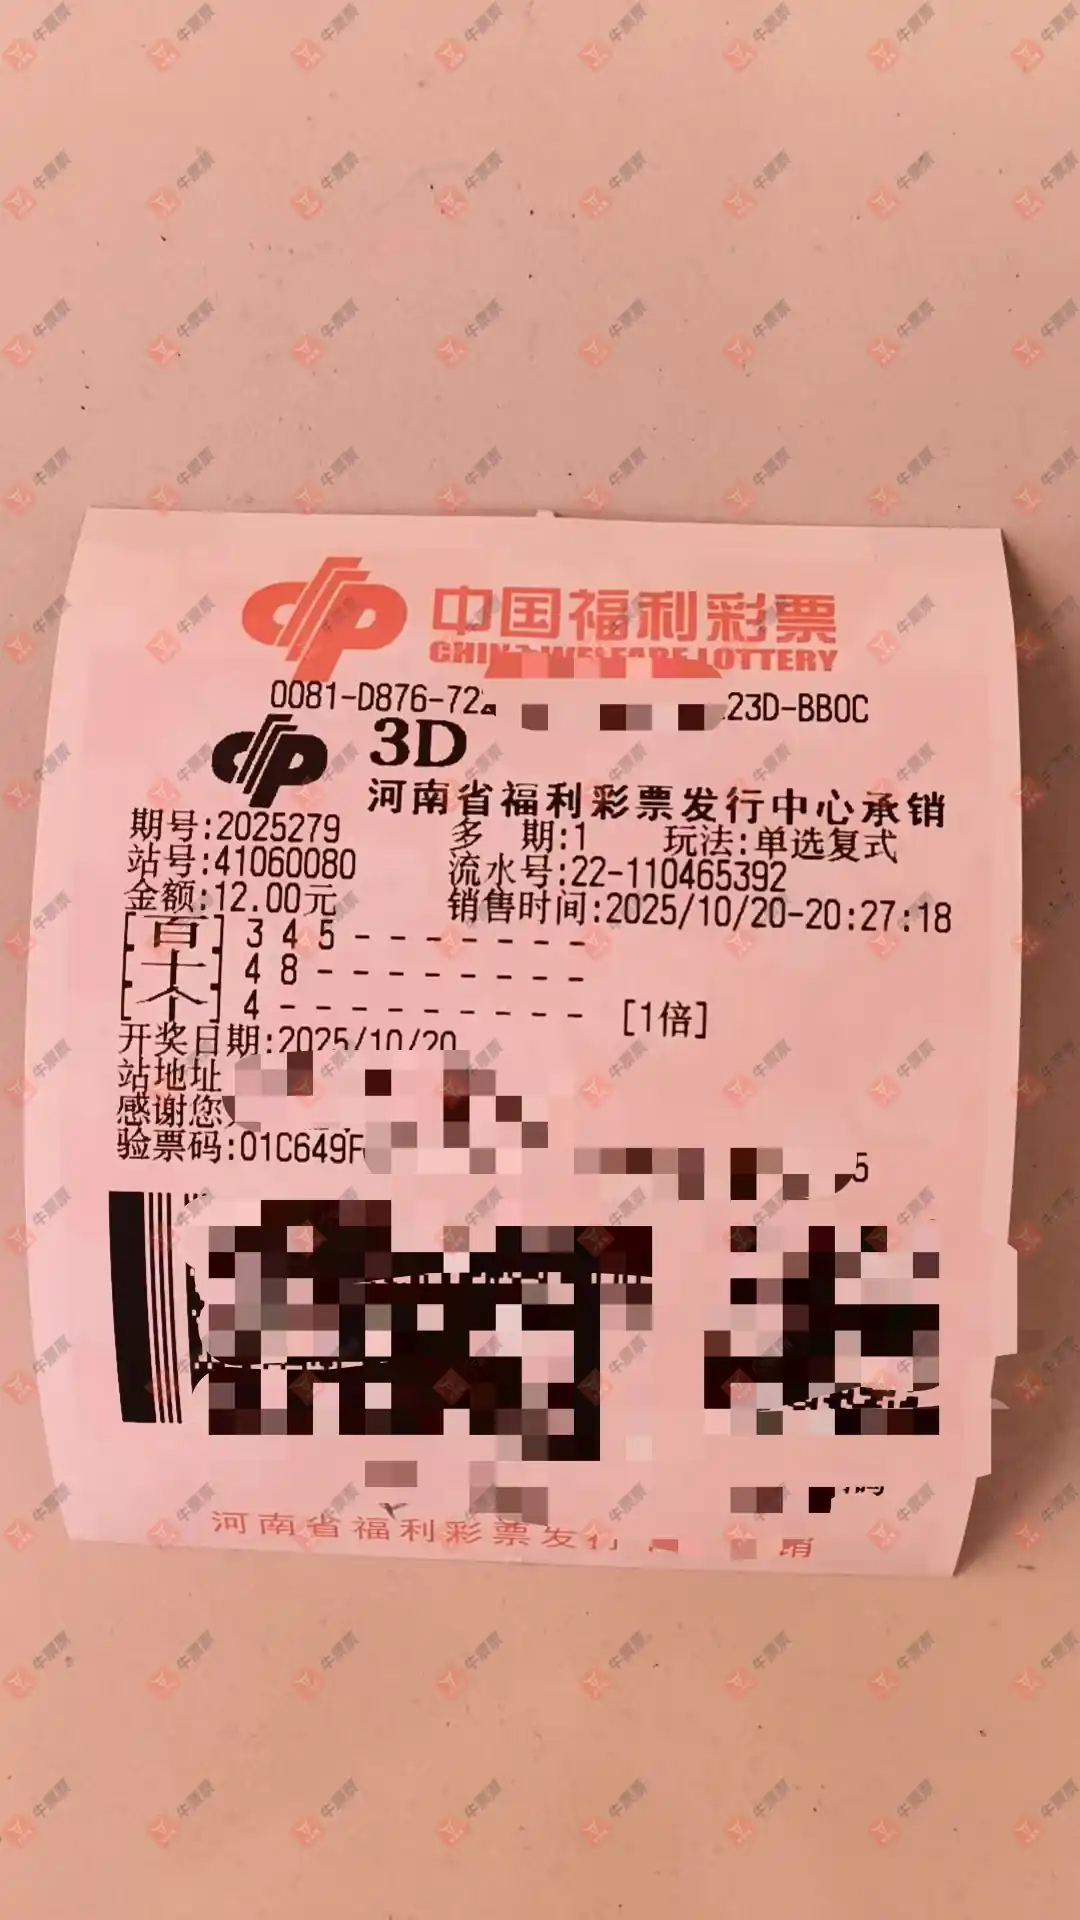 中国福利彩票
CHINA WELFARE LOTTERY
0081-D876-72 23D-BB0C
3D
河南省福利彩票发行中心承销
期号:2025279 多 期:1 玩法:单选复式
站号:41060080 流水号:22-110465392
金额:12.00元 销售时间:2025/10/20-20:27:18
[百] 3 4 5 - - - - - - -
[十] 4 8 - - - - - - - -
[个] 4 - - - - - - - - - [1倍]
开奖日期:2025/10/20
站地址
感谢您
验票码:01C649F 5
河南省福利彩票发行 销
牛票票